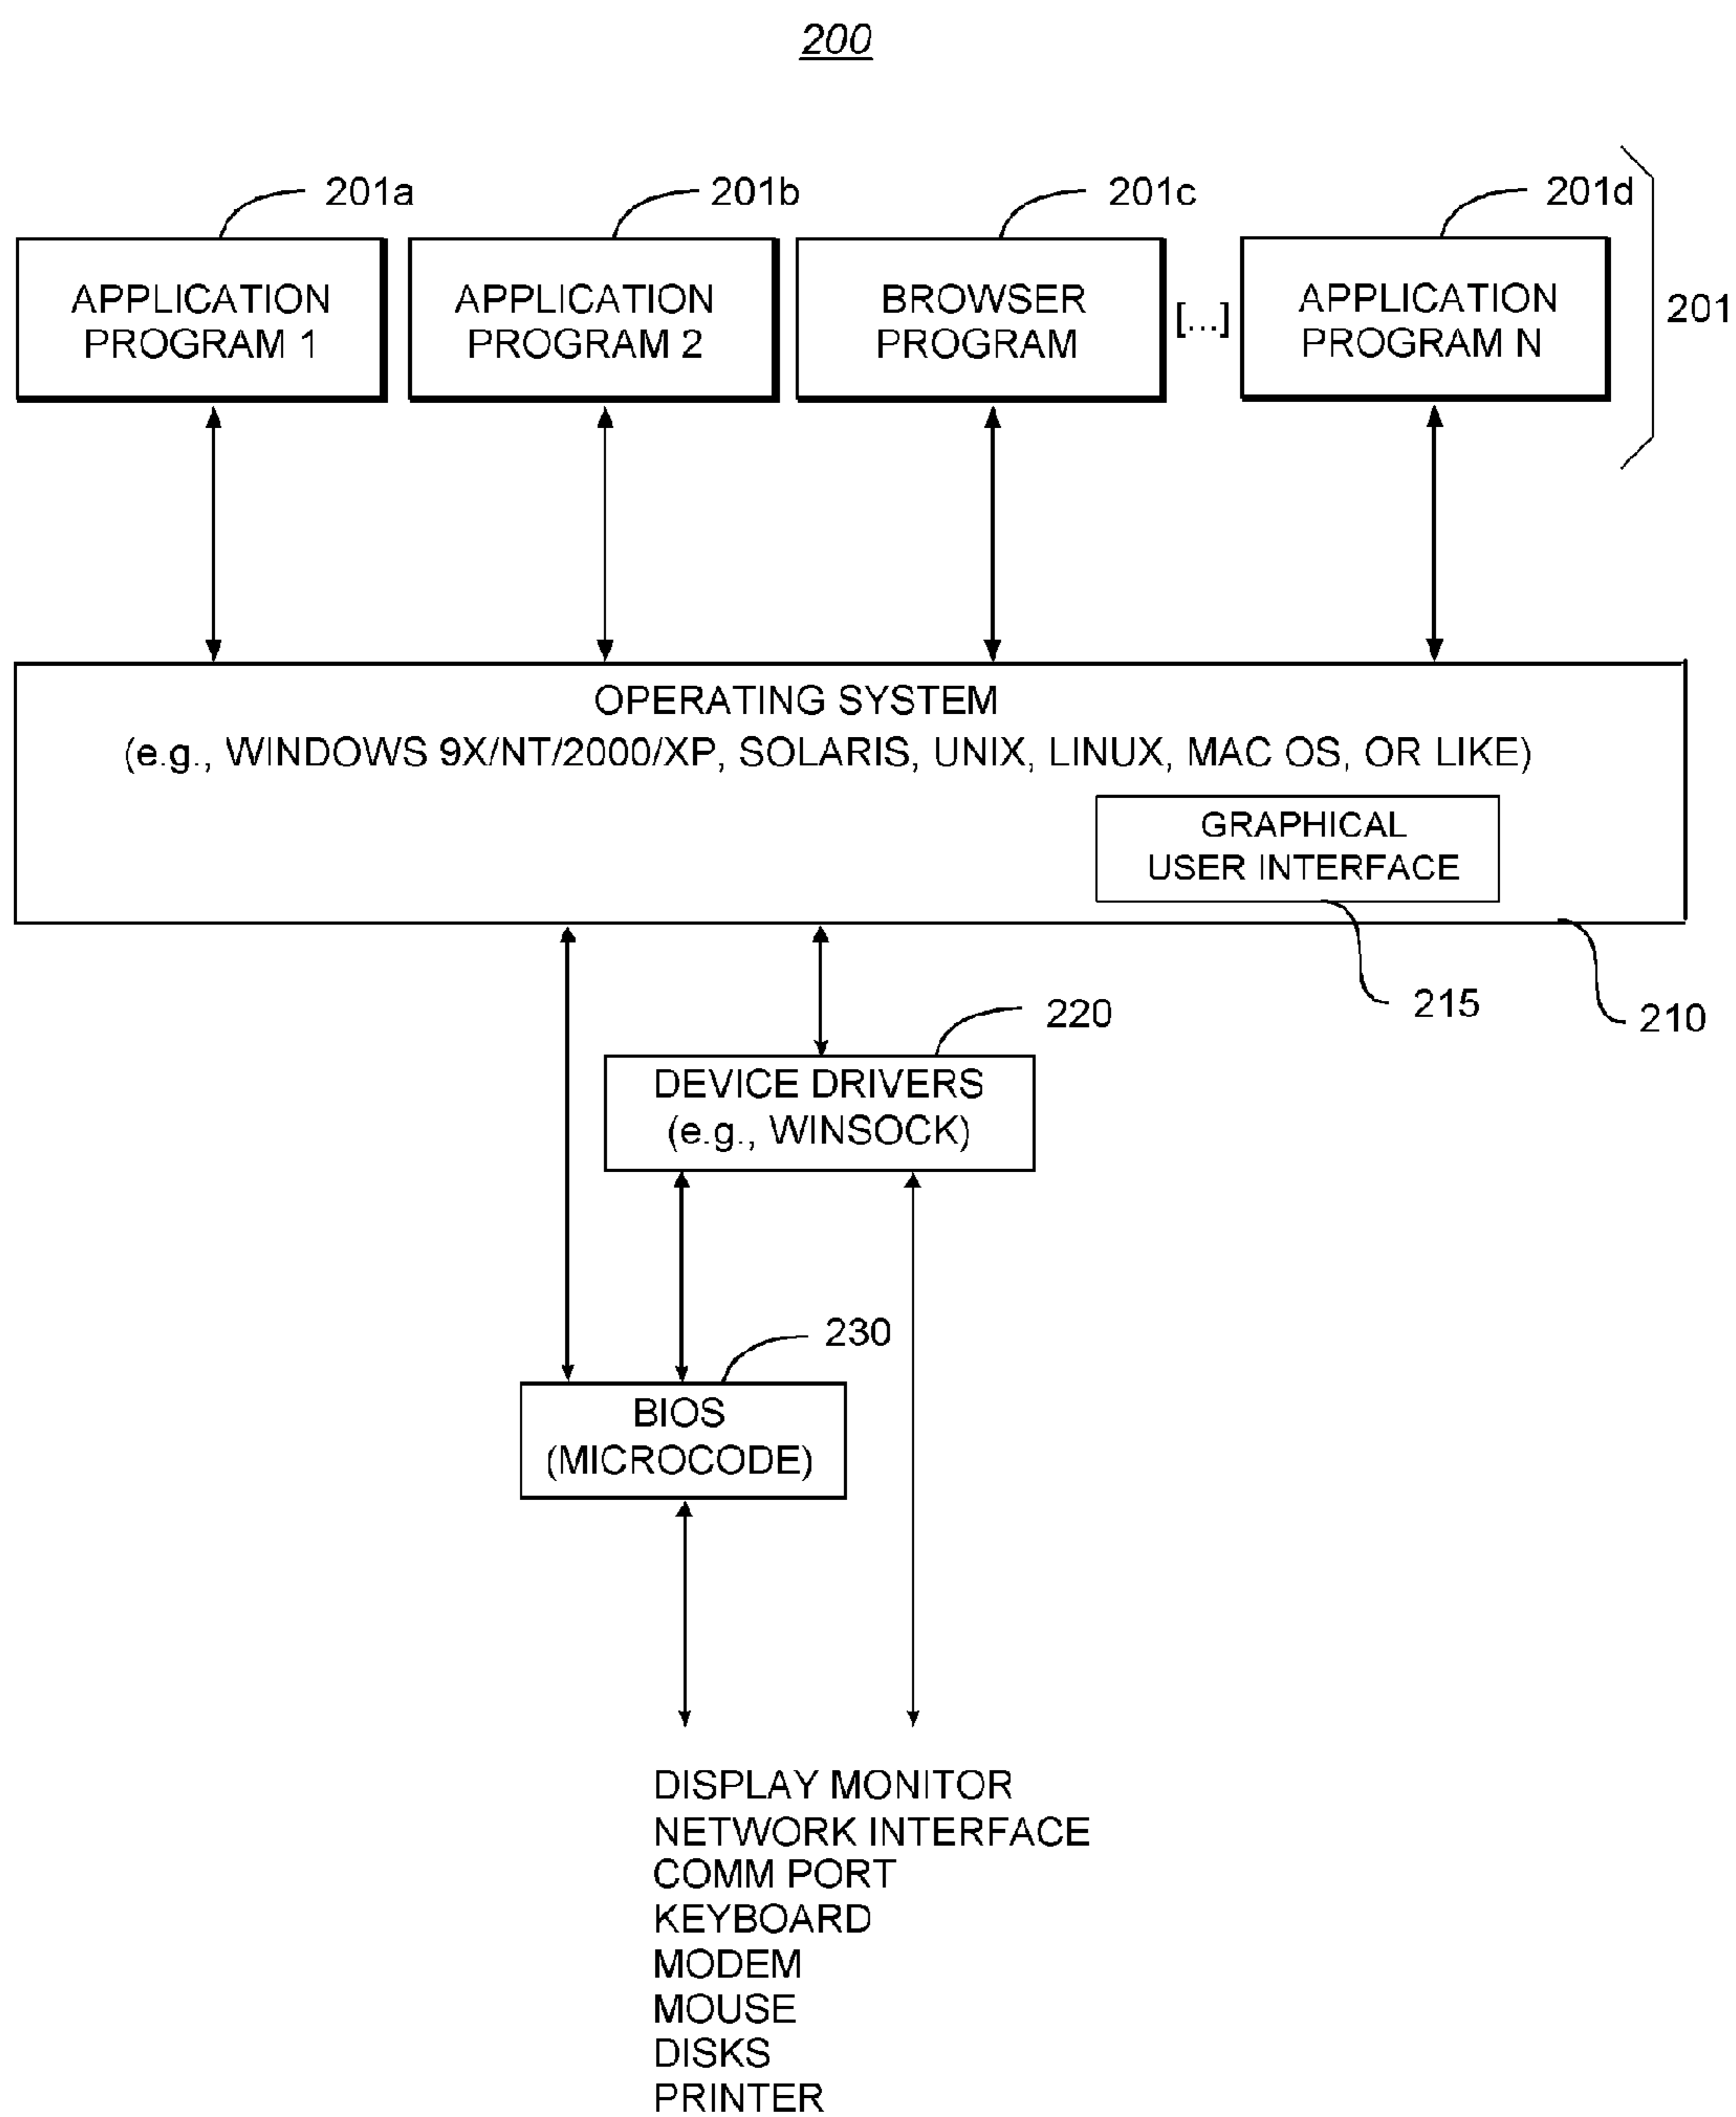 200
201a
201b
201c
201d
APPLICATION
PROGRAM 1
APPLICATION
PROGRAM 2
BROWSER
PROGRAM
[...]
APPLICATION
PROGRAM N
201
OPERATING SYSTEM
(e.g., WINDOWS 9X/NT/2000/XP, SOLARIS, UNIX, LINUX, MAC OS, OR LIKE)
GRAPHICAL
USER INTERFACE
215
210
220
DEVICE DRIVERS
(e.g., WINSOCK)
230
BIOS
(MICROCODE)
DISPLAY MONITOR
NETWORK INTERFACE
COMM PORT
KEYBOARD
MODEM
MOUSE
DISKS
PRINTER